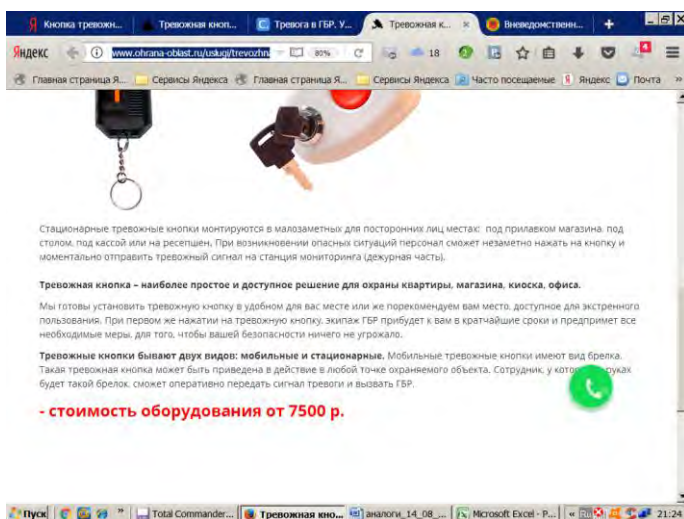 Кнопка тревожн... Тревожная кноп... Тревога в ГБР. У... Тревожная к... Вневедомственн...
Яндекс www.ohrana-oblast.ru/uslugi/trevozhn 80% 18 4
Главная страница Я... Сервисы Яндекса Главная страница Я... Сервисы Яндекса Часто посещаемые Яндекс Почта
Стационарные тревожные кнопки монтируются в малозаметных для посторонних лиц местах: под прилавком магазина, под
столом, под кассой или на ресепшен. При возникновении опасных ситуаций персонал сможет незаметно нажать на кнопку и
моментально отправить тревожный сигнал на станция мониторинга (дежурная часть).
Тревожная кнопка – наиболее простое и доступное решение для охраны квартиры, магазина, киоска, офиса.
Мы готовы установить тревожную кнопку в удобном для вас месте или же порекомендуем вам место, доступное для экстренного
пользования. При первом же нажатии на тревожную кнопку, экипаж ГБР прибудет к вам в кратчайшие сроки и предпримет все
необходимые меры, для того, чтобы вашей безопасности ничего не угрожало.
Тревожные кнопки бывают двух видов: мобильные и стационарные. Мобильные тревожные кнопки имеют вид брелка.
Такая тревожная кнопка может быть приведена в действие в любой точке охраняемого объекта. Сотрудник, у руках
будет такой брелок, сможет оперативно передать сигнал тревоги и вызвать ГБР.
- стоимость оборудования от 7500 р.
Пуск Total Commander... Тревожная кно... аналоги_14_08_... Microsoft Excel - P... 21:24